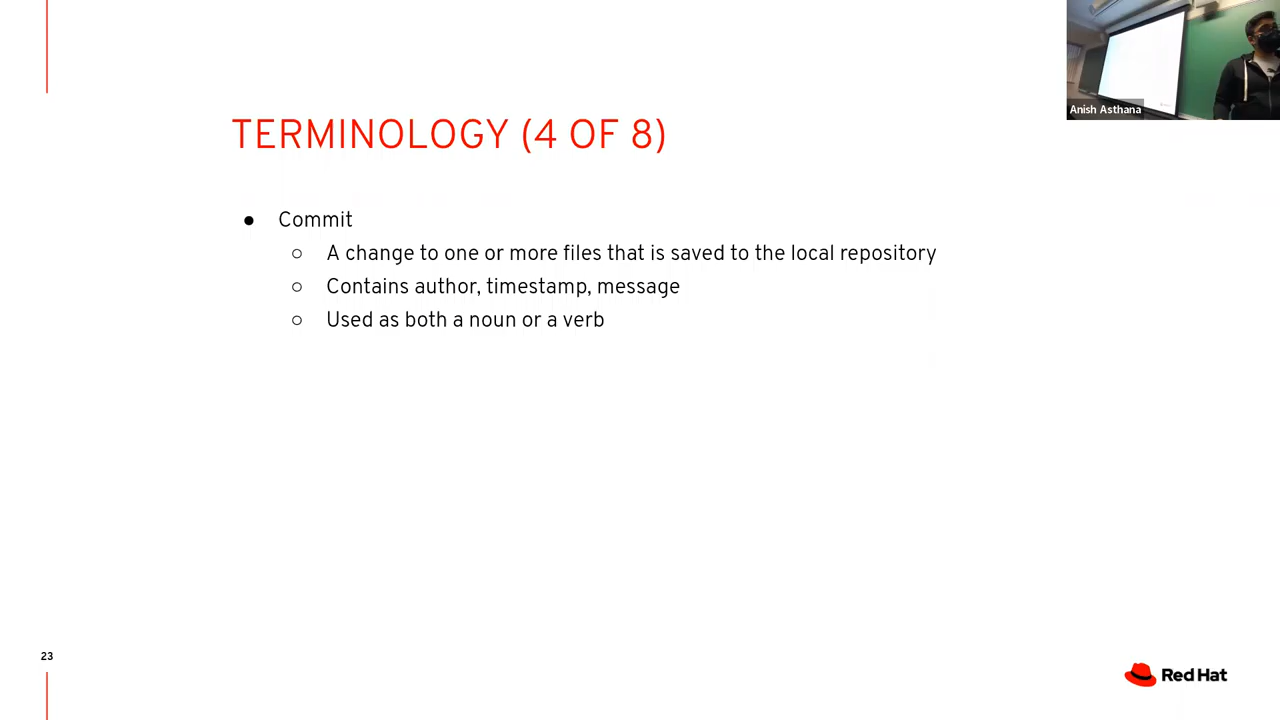 Anish Asthana
TERMINOLOGY (4 OF 8)
● Commit
○ A change to one or more files that is saved to the local repository
○ Contains author, timestamp, message
○ Used as both a noun or a verb
23
Red Hat